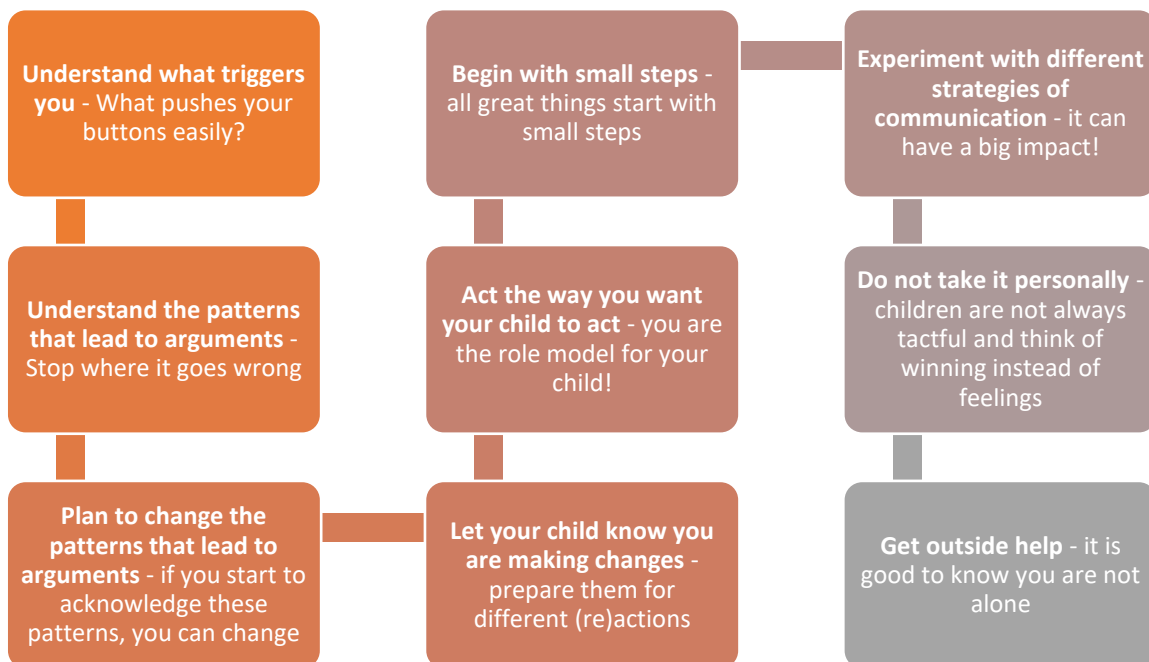 Understand what triggers
you - What pushes your
buttons easily?
Understand the patterns
that lead to arguments -
Stop where it goes wrong
Plan to change the
patterns that lead to
arguments - if you start to
acknowledge these
patterns, you can change
Let your child know you
are making changes -
prepare them for
different (re)actions
Act the way you want
your child to act - you are
the role model for your
child!
Begin with small steps -
all great things start with
small steps
Experiment with different
strategies of
communication - it can
have a big impact!
Do not take it personally -
children are not always
tactful and think of
winning instead of
feelings
Get outside help - it is
good to know you are not
alone